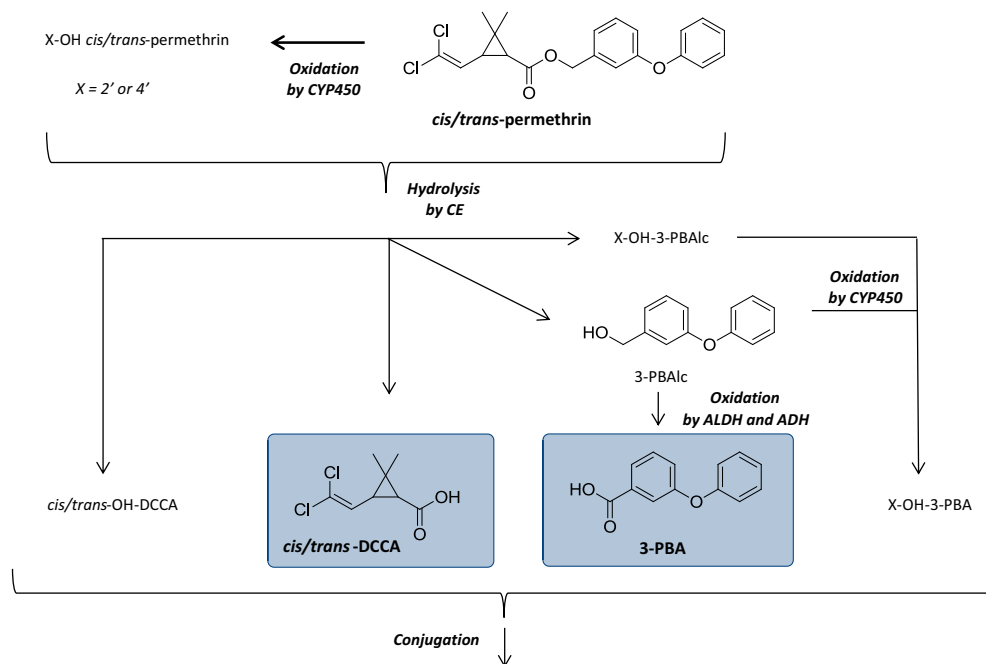 X-OH cis/trans-permethrin
X = 2’ or 4’
Oxidation
by CYP450
Cl
Cl
O
O
O
cis/trans-permethrin
Hydrolysis
by CE
X-OH-3-PBAlc
Oxidation
by CYP450
HO
O
3-PBAlc
Oxidation
by ALDH and ADH
cis/trans-OH-DCCA
Cl
Cl
OH
O
cis/trans-DCCA
HO
O
O
3-PBA
X-OH-3-PBA
Conjugation